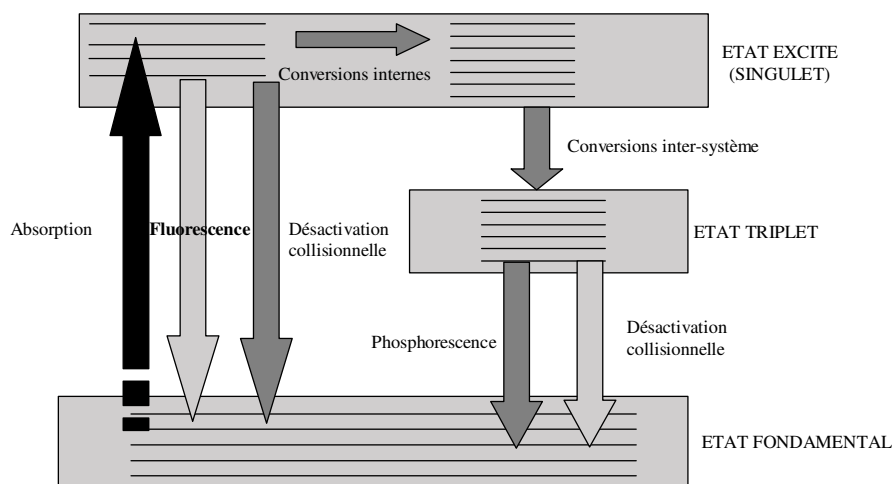 ETAT EXCITE
(SINGULET)
Conversions internes
Conversions inter-système
Absorption
Fluorescence
Désactivation
collisionnelle
ETAT TRIPLET
Phosphorescence
Désactivation
collisionnelle
ETAT FONDAMENTAL